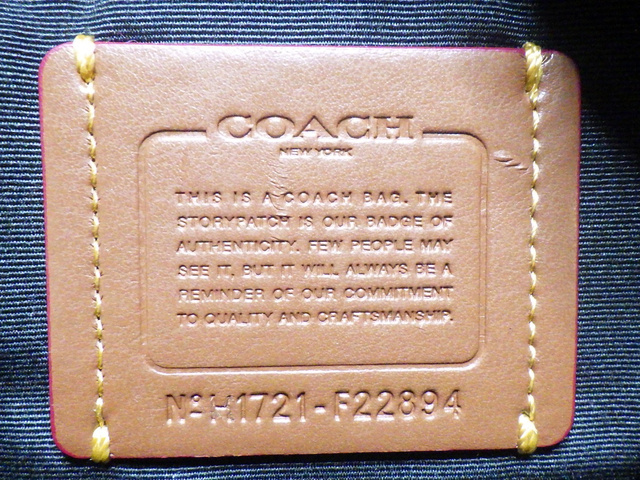 COACH
NEW YORK
THIS IS A COACH BAG. THE
STORYPATCH IS OUR BADGE OF
AUTHENTICITY. FEW PEOPLE MAY
SEE IT, BUT IT WILL ALWAYS BE A
REMINDER OF OUR COMMITMENT
TO QUALITY AND CRAFTSMANSHIP.
Nº H1721-F22894